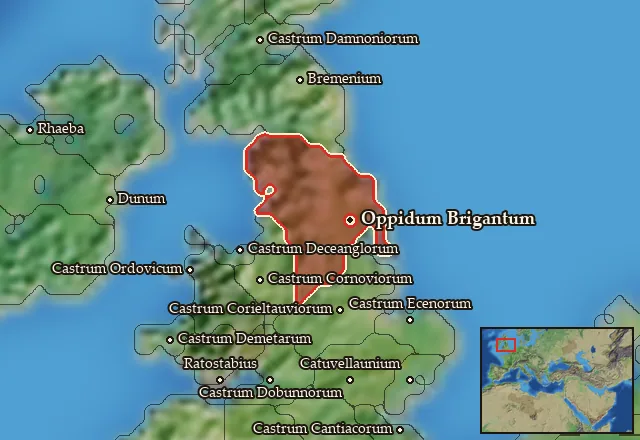 Castrum Damnoniorum
Bremenium
Rhaeba
Dunum
Oppidum Brigantum
Castrum Deceanglorum
Castrum Ordovicum
Castrum Cornoviorum
Castrum Corieltauviorum
Castrum Ecenorum
Castrum Demetarum
Ratostabius
Catuvellaunium
Castrum Dobunnorum
Castrum Cantiacorum